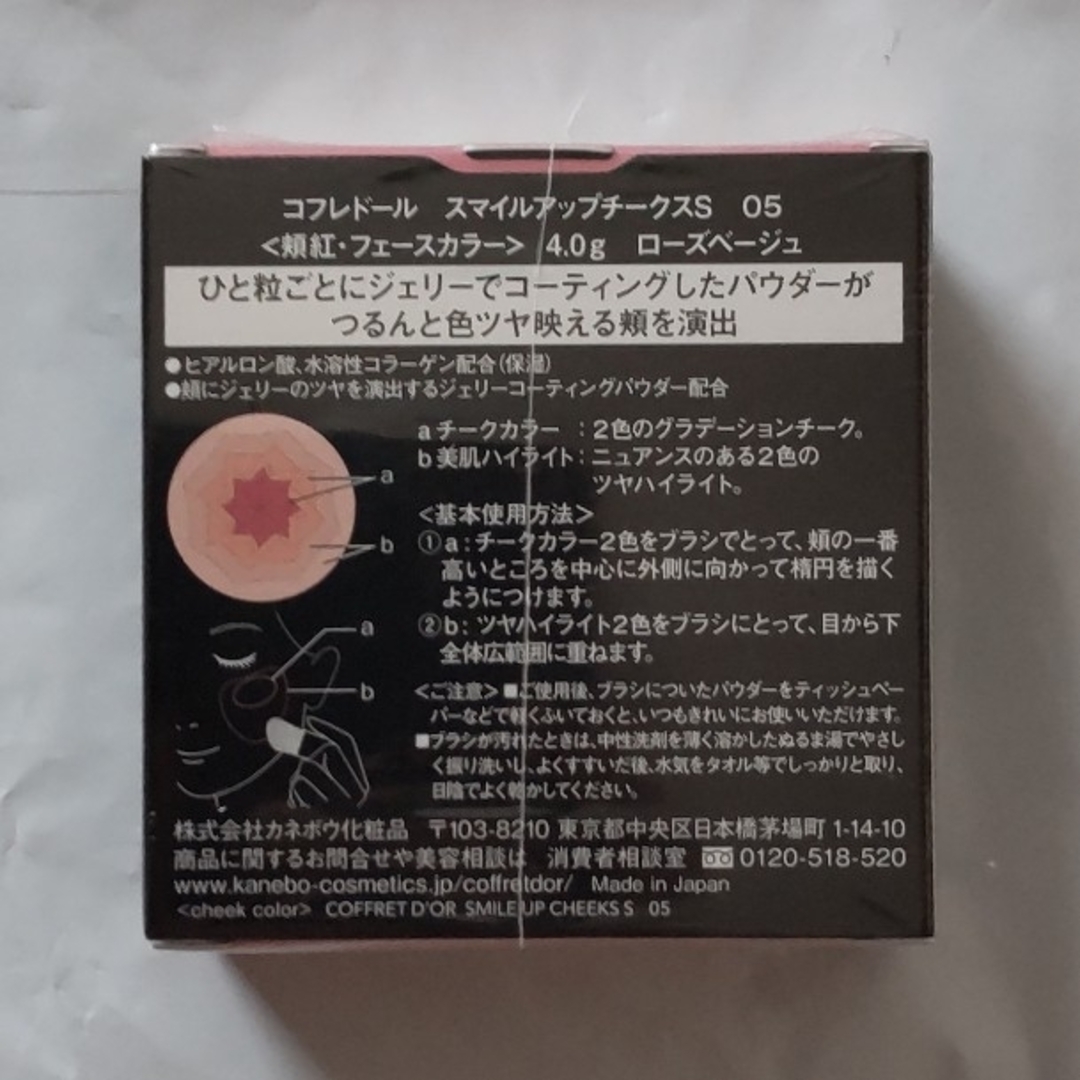 コフレドール スマイルアップチークスS 05
<頬紅・フェースカラー> 4.0g ローズベージュ
ひと粒ごとにジェリーでコーティングしたパウダーが
つるんと色ツヤ映える頬を演出
●ヒアルロン酸、水溶性コラーゲン配合(保湿)
●頬にジェリーのツヤを演出するジェリーコーティングパウダー配合
a チークカラー : 2色のグラデーションチーク。
b 美肌ハイライト : ニュアンスのある2色の
ツヤハイライト。
a
b
<基本使用方法>
①a : チークカラー2色をブラシでとって、頬の一番
高いところを中心に外側に向かって楕円を描く
ようにつけます。
②b : ツヤハイライト2色をブラシにとって、目から下
全体広範囲に重ねます。
a
b
<ご注意> ■ご使用後、ブラシについたパウダーをティッシュペー
パーなどで軽くふいておくと、いつもきれいにお使いいただけます。
■ブラシが汚れたときは、中性洗剤を薄く溶かしたぬるま湯でやさし
く振り洗いし、よくすすいだ後、水気をタオル等でしっかりと取り、
日陰でよく乾かしてください。
株式会社カネボウ化粧品 〒103-8210 東京都中央区日本橋茅場町 1-14-10
商品に関するお問合せや美容相談は 消費者相談室 0120-518-520
www.kanebo-cosmetics.jp/coffretdor/ Made in Japan
<cheek color> COFFRET D'OR SMILE UP CHEEKS S 05